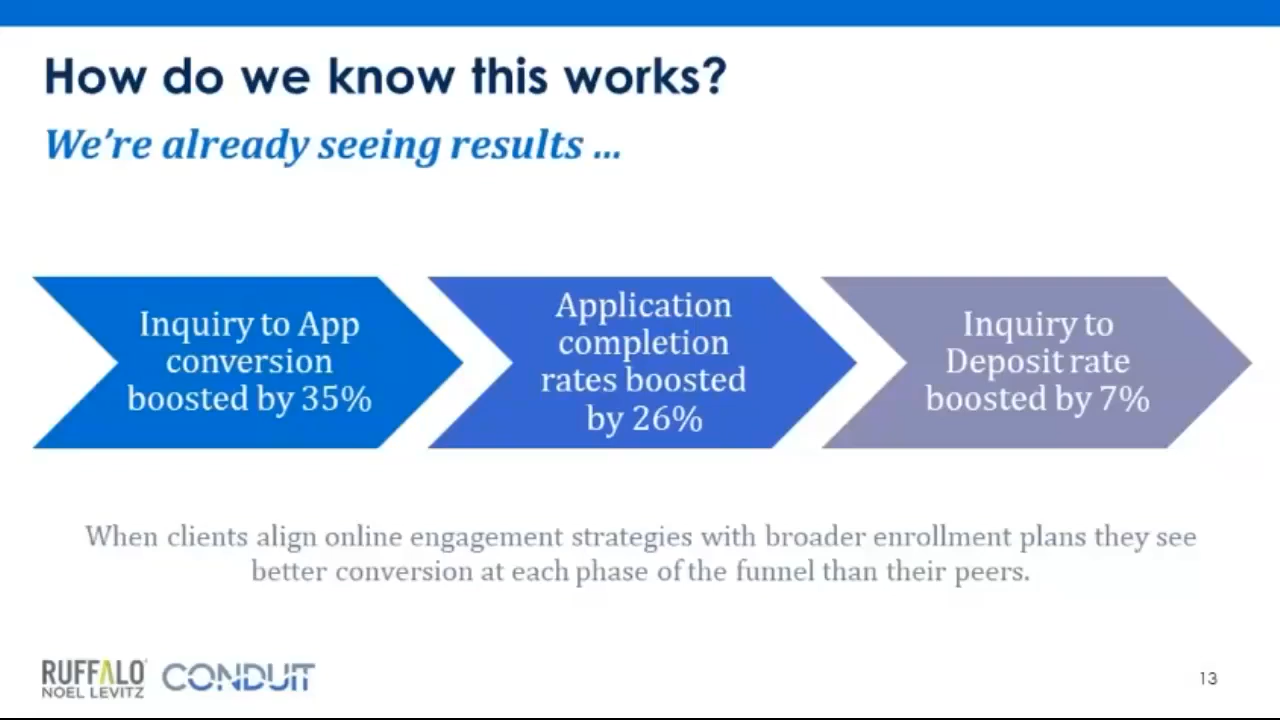 How do we know this works?
We’re already seeing results ...
Inquiry to App
conversion
boosted by 35%
Application
completion
rates boosted
by 26%
Inquiry to
Deposit rate
boosted by 7%
When clients align online engagement strategies with broader enrollment plans they see
better conversion at each phase of the funnel than their peers.
RUFFALO
NOEL LEVITZ
CONDUIT
13